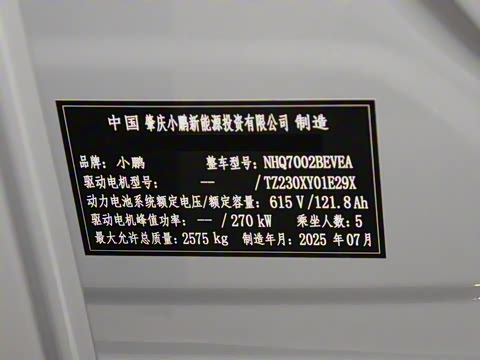 中国 肇庆小鹏新能源投资有限公司 制造
品牌：小鹏 整车型号：NHQ7002BEVEA
驱动电机型号： -- /TZ230XY01E29X
动力电池系统额定电压/额定容量：615 V/121.8 Ah
驱动电机峰值功率： -- /270 kW 乘坐人数：5
最大允许总质量：2575 kg 制造年月：2025 年07 月